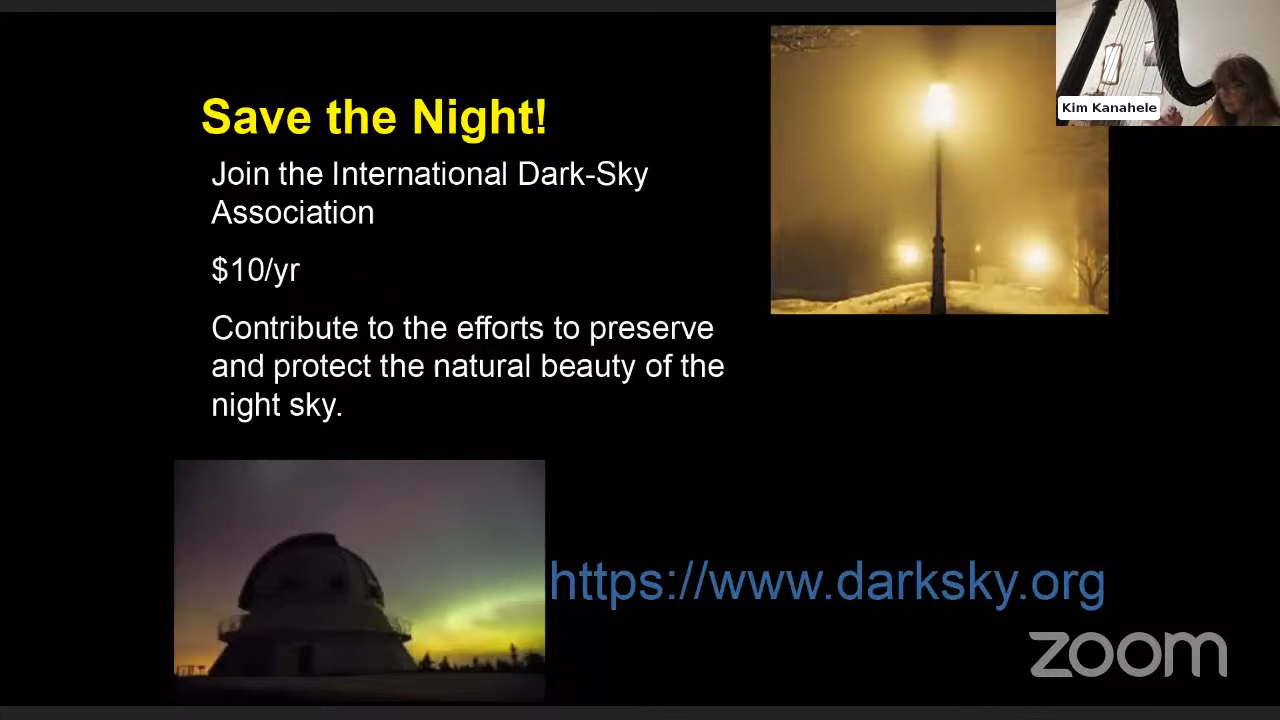 Save the Night!
Join the International Dark-Sky
Association
$10/yr
Contribute to the efforts to preserve
and protect the natural beauty of the
night sky.
https://www.darksky.org
Kim Kanahele
zoom